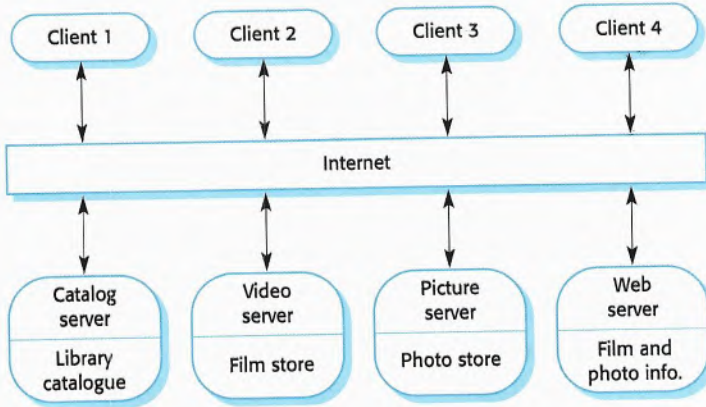 Client 1
Client 2
Client 3
Client 4
Internet
Catalog
server
Library
catalogue
Video
server
Film store
Picture
server
Photo store
Web
server
Film and
photo info.